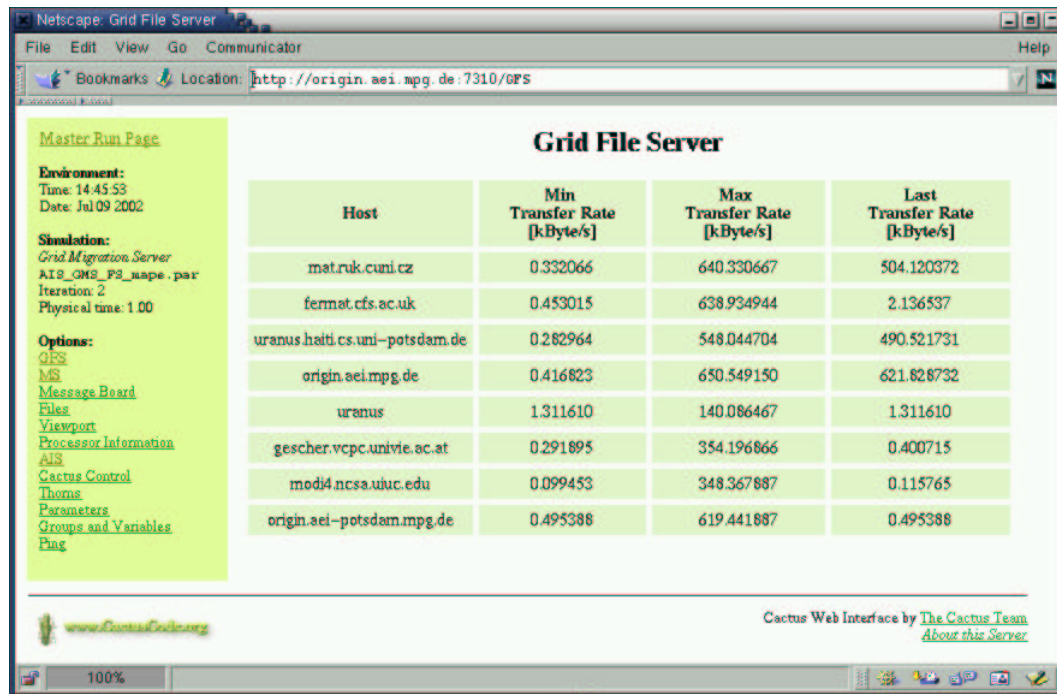 Netscape: Grid File Server
File Edit View Go Communicator Help
Bookmarks Location: http://origin.aei.mpg.de:7310/GFS
Master Run Page
Environment:
Time: 14:45:53
Date: Jul 09 2002
Simulation:
Grid Migration Server
AIS_GMS_FS_mape.par
Iteration: 2
Physical time: 1.00
Options:
GFS
MS
Message Board
Files
Viewport
Processor Information
AIS
Cactus Control
Thorns
Parameters
Groups and Variables
Ping
Grid File Server
Host Min Transfer Rate [kByte/s] Max Transfer Rate [kByte/s] Last Transfer Rate [kByte/s]
mat.ruk.cuni.cz 0.332066 640.330667 504.120372
fermat.cfs.ac.uk 0.453015 638.934944 2.136537
uranus.haiti.cs.uni-potsdam.de 0.282964 548.044704 490.521731
origin.aei.mpg.de 0.416823 650.549150 621.828732
uranus 1.311610 140.086467 1.311610
gescher.vcpc.univie.ac.at 0.291895 354.196866 0.400715
modi4.ncsa.uiuc.edu 0.099453 348.367887 0.115765
origin.aei-potsdam.mpg.de 0.495388 619.441887 0.495388
www.CactusCode.org
Cactus Web Interface by The Cactus Team
About this Server
100%